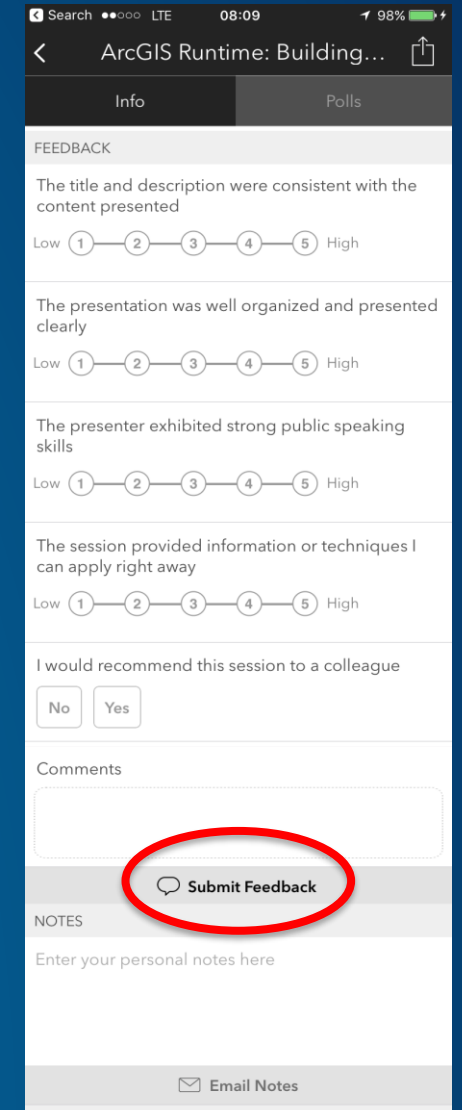 Search ●●○○○ LTE 08:09 98%
ArcGIS Runtime: Building...
Info Polls
FEEDBACK
The title and description were consistent with the
content presented
Low 1 2 3 4 5 High
The presentation was well organized and presented
clearly
Low 1 2 3 4 5 High
The presenter exhibited strong public speaking
skills
Low 1 2 3 4 5 High
The session provided information or techniques I
can apply right away
Low 1 2 3 4 5 High
I would recommend this session to a colleague
No Yes
Comments
Submit Feedback
NOTES
Enter your personal notes here
Email Notes